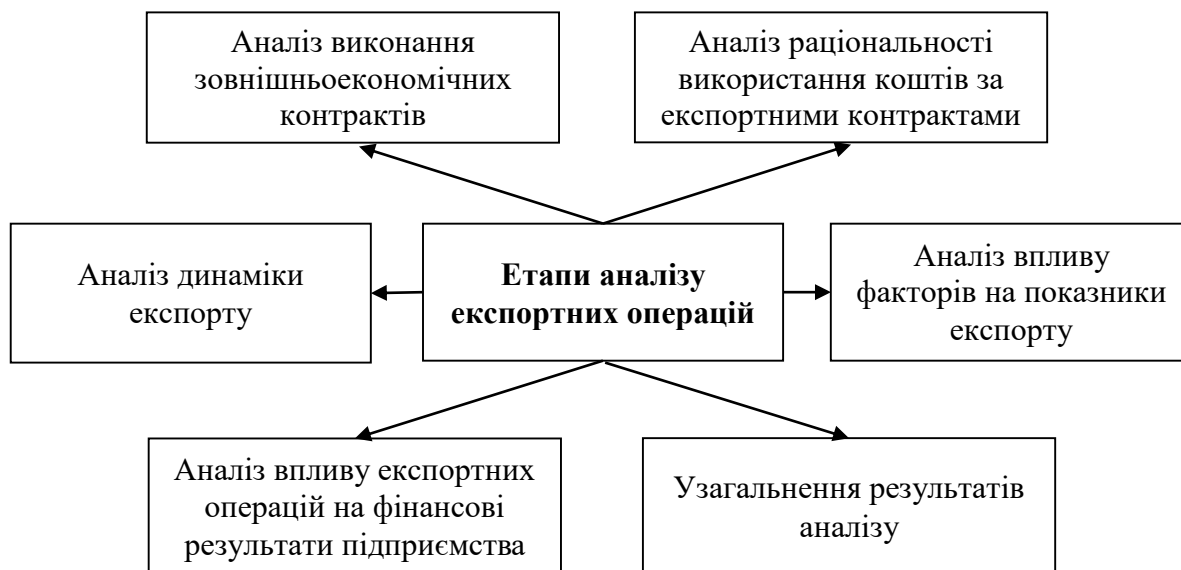 Аналіз виконання
зовнішньоекономічних
контрактів
Аналіз раціональності
використання коштів за
експортними контрактами
Аналіз динаміки
експорту
Етапи аналізу
експортних операцій
Аналіз впливу
факторів на показники
експорту
Аналіз впливу експортних
операцій на фінансові
результати підприємства
Узагальнення результатів
аналізу